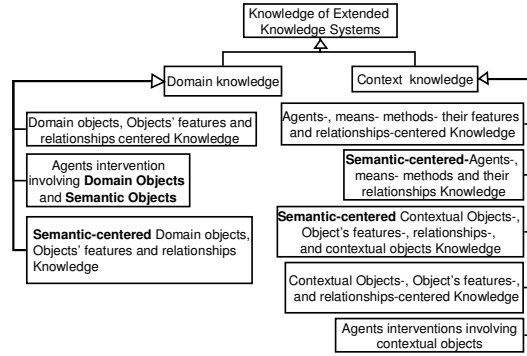 Knowledge of Extended
Knowledge Systems
Domain knowledge
Context knowledge
Domain objects, Objects' features and
relationships centered Knowledge
Agents intervention
involving Domain Objects
and Semantic Objects
Semantic-centered Domain objects,
Objects' features and relationships
Knowledge
Agents-, means- methods- their features
and relationships-centered Knowledge
Semantic-centered-Agents-,
means- methods and their
relationships Knowledge
Semantic-centered Contextual Objects-,
Object's features-, relationships-,
and contextual objects Knowledge
Contextual Objects-, Object's features-,
and relationships-centered Knowledge
Agents interventions involving
contextual objects